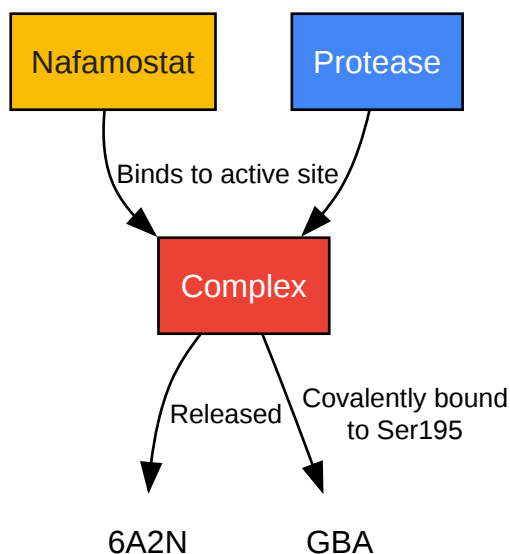 Nafamostat
Protease
Binds to active site
Complex
Released
Covalently bound
to Ser195
6A2N
GBA